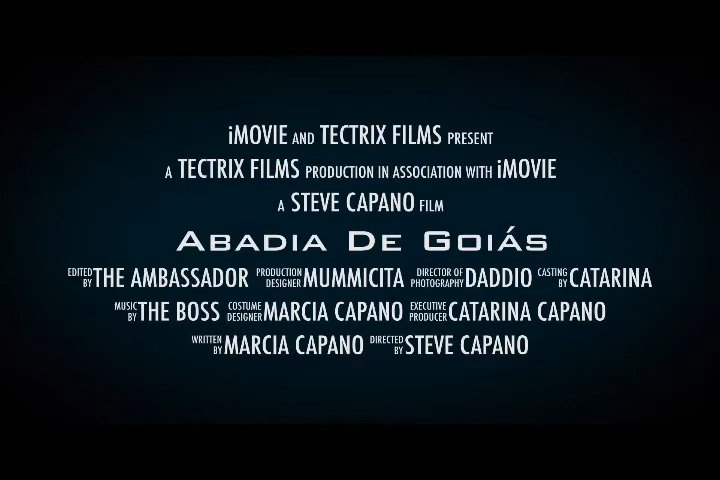 iMOVIE AND TECTRIX FILMS PRESENT
A TECTRIX FILMS PRODUCTION IN ASSOCIATION WITH iMOVIE
A STEVE CAPANO FILM
ABADIA DE GOIÁS
EDITED BY THE AMBASSADOR PRODUCTION DESIGNER MUMMICITA DIRECTOR OF PHOTOGRAPHY DADDIO CASTING BY CATARINA
MUSIC BY THE BOSS COSTUME DESIGNER MARCIA CAPANO EXECUTIVE PRODUCER CATARINA CAPANO
WRITTEN BY MARCIA CAPANO DIRECTED BY STEVE CAPANO